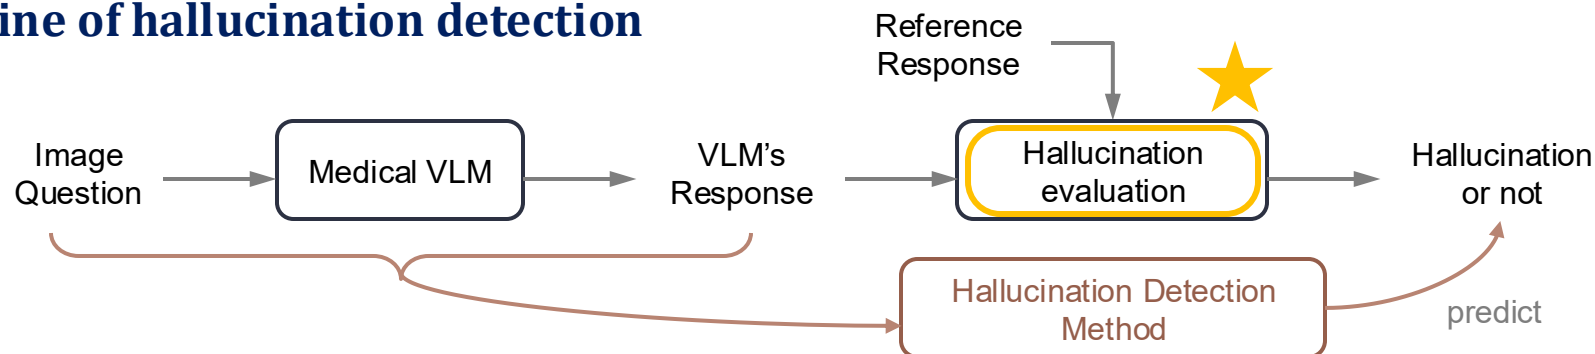 ine of hallucination detection
Reference
Response
Image
Question
Medical VLM
VLM's
Response
Hallucination
evaluation
Hallucination
or not
Hallucination Detection
Method
predict